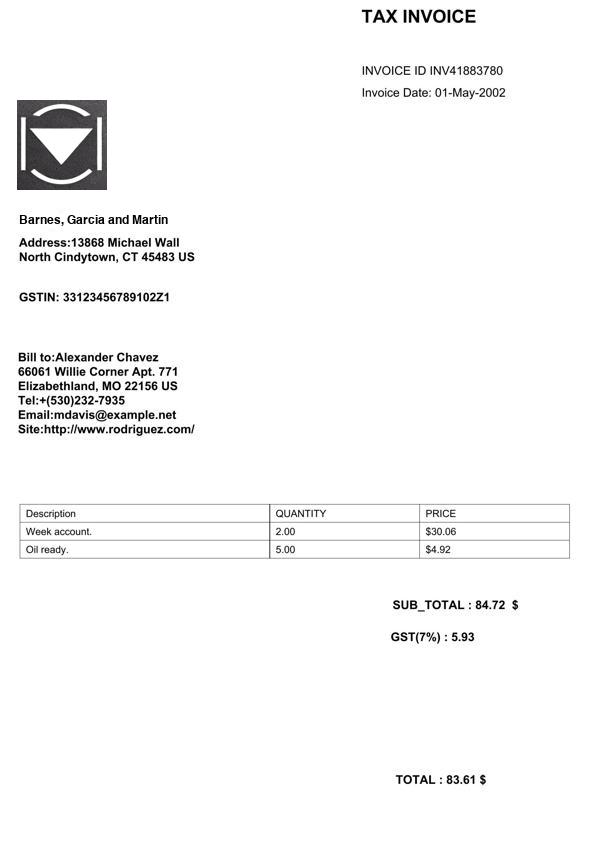 TAX INVOICE
INVOICE ID INV41883780
Invoice Date: 01-May-2002
Barnes, Garcia and Martin
Address:13868 Michael Wall
North Cindytown, CT 45483 US
GSTIN: 33123456789102Z1
Bill to:Alexander Chavez
66061 Willie Corner Apt. 771
Elizabethland, MO 22156 US
Tel:+(530)232-7935
Email:mdavis@example.net
Site:http://www.rodriguez.com/
Description QUANTITY PRICE
Week account. 2.00 $30.06
Oil ready. 5.00 $4.92
SUB_TOTAL : 84.72 $
GST(7%) : 5.93
TOTAL : 83.61 $